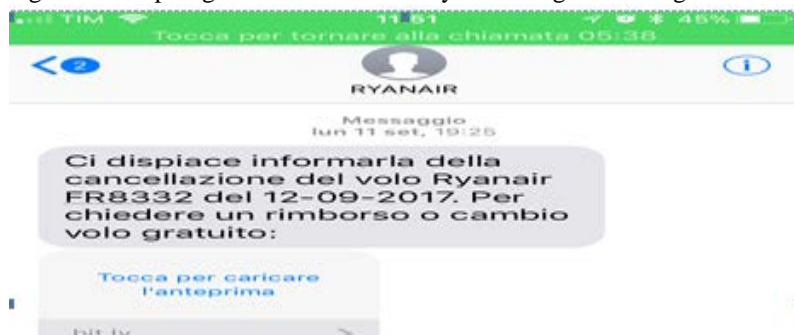 TIM 11:51 45%
Tocca per tornare alla chiamata 05:38
2
RYANAIR
Messaggio
lun 11 set, 19:25
Ci dispiace informarla della
cancellazione del volo Ryanair
FR8332 del 12-09-2017. Per
chiedere un rimborso o cambio
volo gratuito:
Tocca per caricare
l'anteprima
bit.ly